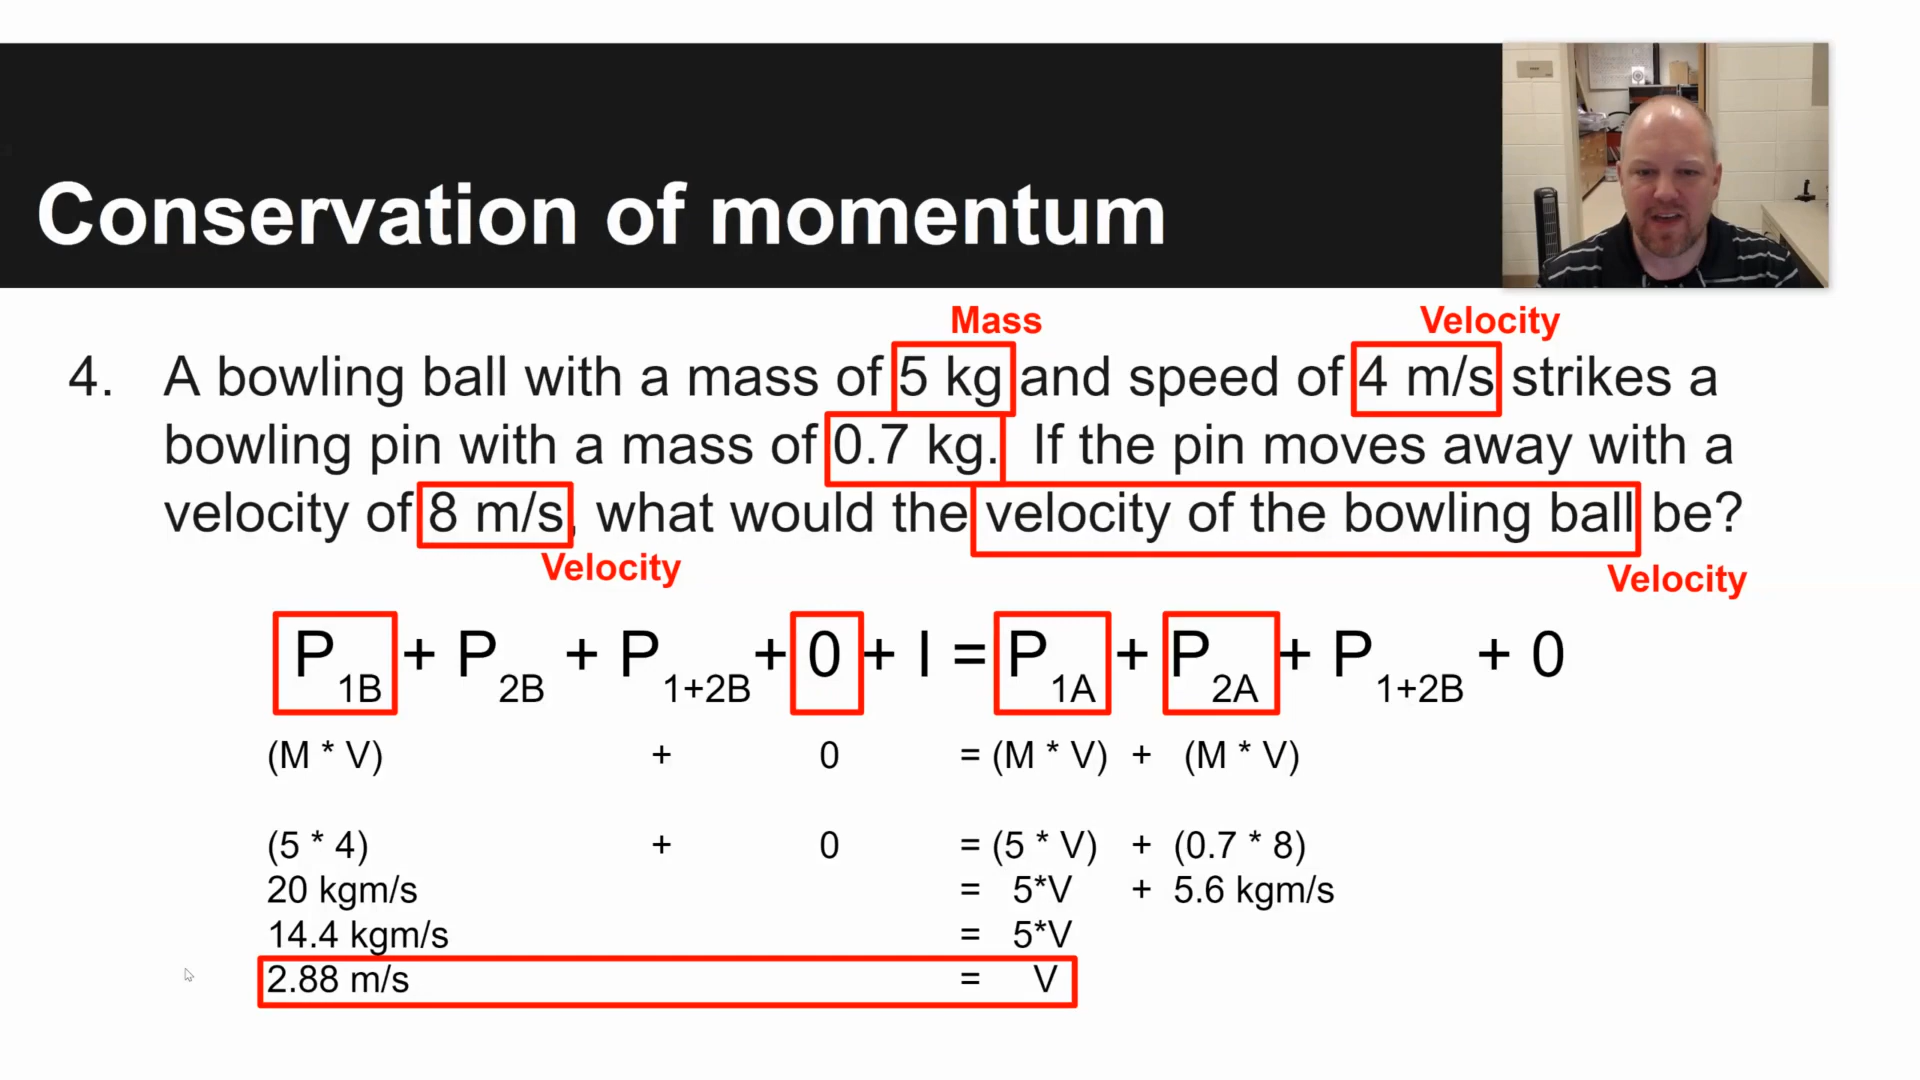 Conservation of momentum
Mass Velocity
4. A bowling ball with a mass of 5 kg and speed of 4 m/s strikes a
bowling pin with a mass of 0.7 kg. If the pin moves away with a
velocity of 8 m/s, what would the velocity of the bowling ball be?
Velocity Velocity
P1B + P2B + P1+2B + 0 + I = P1A + P2A + P1+2B + 0
(M * V) + 0 = (M * V) + (M * V)
(5 * 4) + 0 = (5 * V) + (0.7 * 8)
20 kgm/s = 5*V + 5.6 kgm/s
14.4 kgm/s = 5*V
2.88 m/s = V